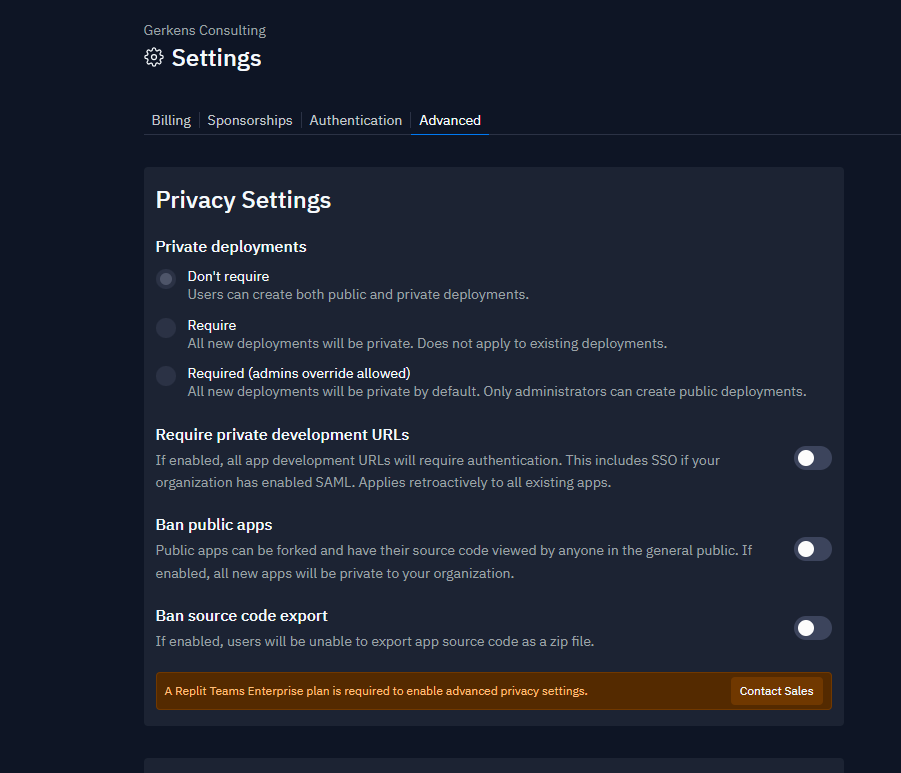 Gerkens Consulting
Settings
Billing
Sponsorships
Authentication
Advanced
Privacy Settings
Private deployments
Don't require
Users can create both public and private deployments.
Require
All new deployments will be private. Does not apply to existing deployments.
Required (admins override allowed)
All new deployments will be private by default. Only administrators can create public deployments.
Require private development URLs
If enabled, all app development URLs will require authentication. This includes SSO if your
organization has enabled SAML. Applies retroactively to all existing apps.
Ban public apps
Public apps can be forked and have their source code viewed by anyone in the general public. If
enabled, all new apps will be private to your organization.
Ban source code export
If enabled, users will be unable to export app source code as a zip file.
A Replit Teams Enterprise plan is required to enable advanced privacy settings.
Contact Sales